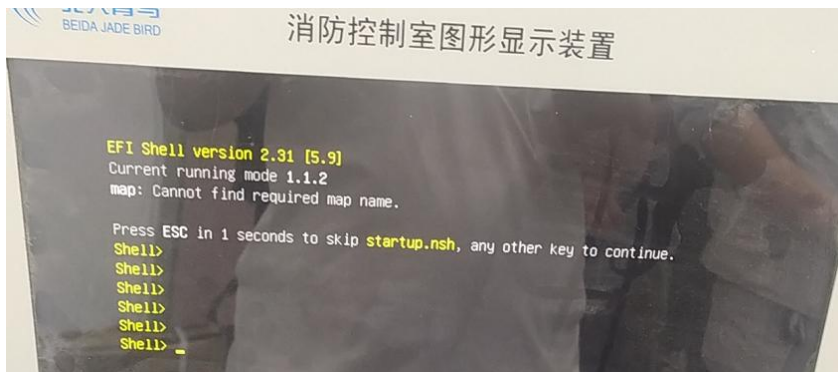 BEIDA JADE BIRD
消防控制室图形显示装置
EFI Shell version 2.31 [5.9]
Current running mode 1.1.2
map: Cannot find required map name.
Press ESC in 1 seconds to skip startup.nsh, any other key to continue.
Shell>
Shell>
Shell>
Shell>
Shell>
Shell> _